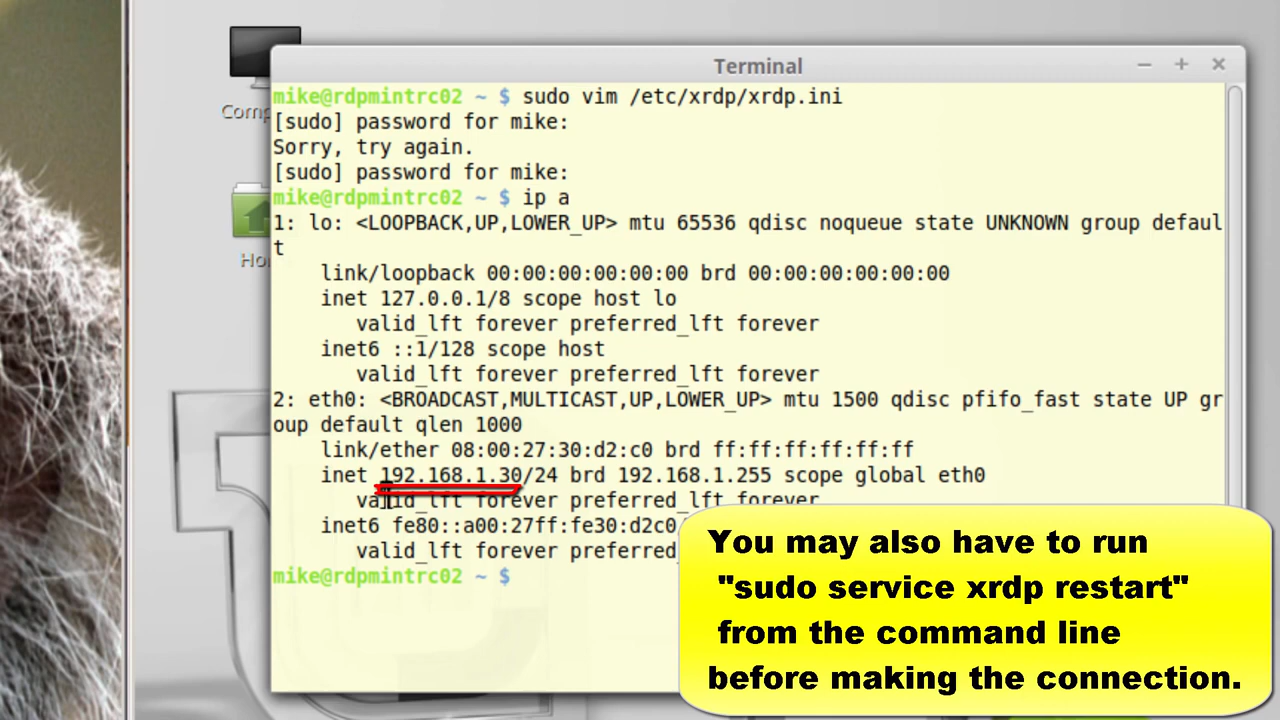 Terminal
mike@rdpmintrc02 ~ $ sudo vim /etc/xrdp/xrdp.ini
[sudo] password for mike:
Sorry, try again.
[sudo] password for mike:
mike@rdpmintrc02 ~ $ ip a
1: lo: <LOOPBACK,UP,LOWER_UP> mtu 65536 qdisc noqueue state UNKNOWN group defaul
t
link/loopback 00:00:00:00:00:00 brd 00:00:00:00:00:00
inet 127.0.0.1/8 scope host lo
valid_lft forever preferred_lft forever
inet6 ::1/128 scope host
valid_lft forever preferred_lft forever
2: eth0: <BROADCAST,MULTICAST,UP,LOWER_UP> mtu 1500 qdisc pfifo_fast state UP gr
oup default qlen 1000
link/ether 08:00:27:30:d2:c0 brd ff:ff:ff:ff:ff:ff
inet 192.168.1.30/24 brd 192.168.1.255 scope global eth0
valid_lft forever preferred_lft forever
inet6 fe80::a00:27ff:fe30:d2c0
valid_lft forever preferred_
mike@rdpmintrc02 ~ $
Comp
Ho
You may also have to run
"sudo service xrdp restart"
from the command line
before making the connection.